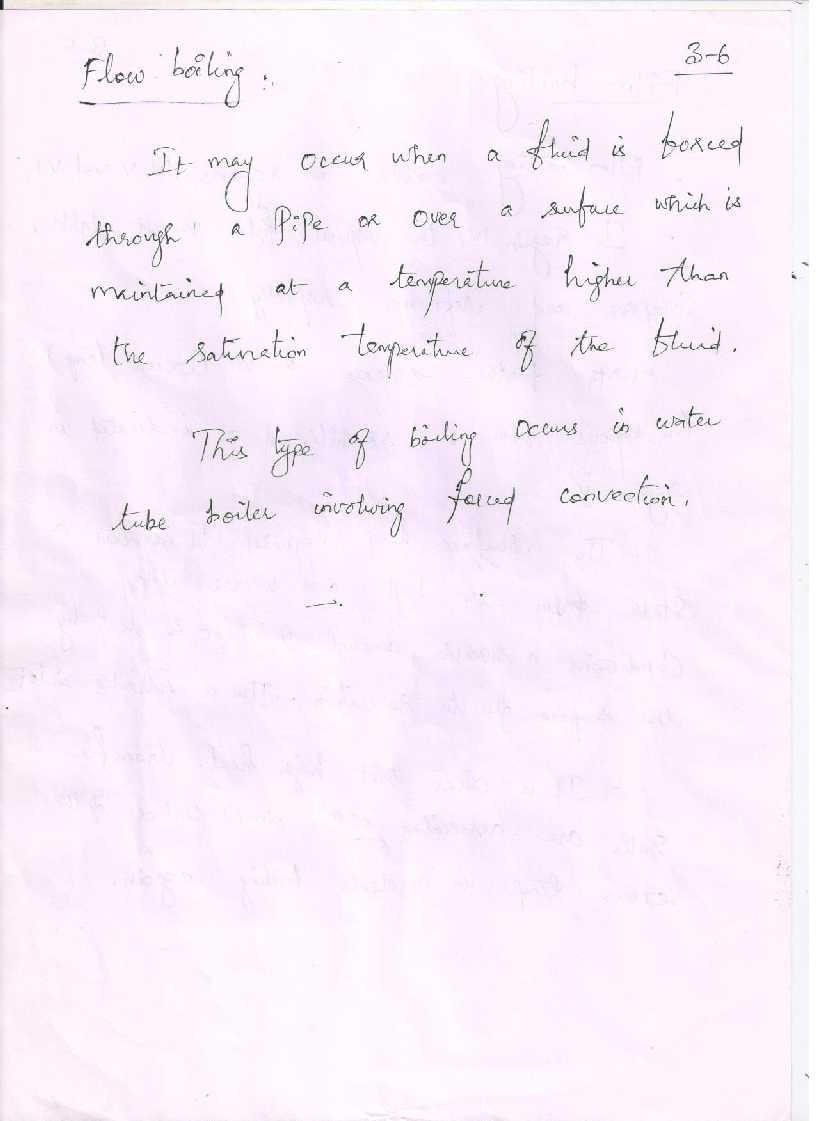 3-6
Flow boiling :.
It may occur when a fluid is forced
through a pipe or over a surface which is
maintained at a temperature higher than
the saturation temperature of the fluid.
This type of boiling occurs in water
tube boiler involving forced convection.